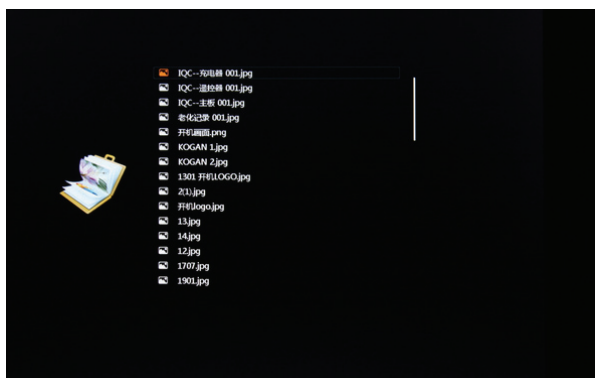 IQC--充电器 001.jpg
IQC--遥控器 001.jpg
IQC--主板 001.jpg
老化记录 001.jpg
开机画面.png
KOGAN 1.jpg
KOGAN 2.jpg
1301 开机LOGO.jpg
2(1).jpg
开机logo.jpg
13.jpg
14.jpg
12.jpg
1707.jpg
1901.jpg